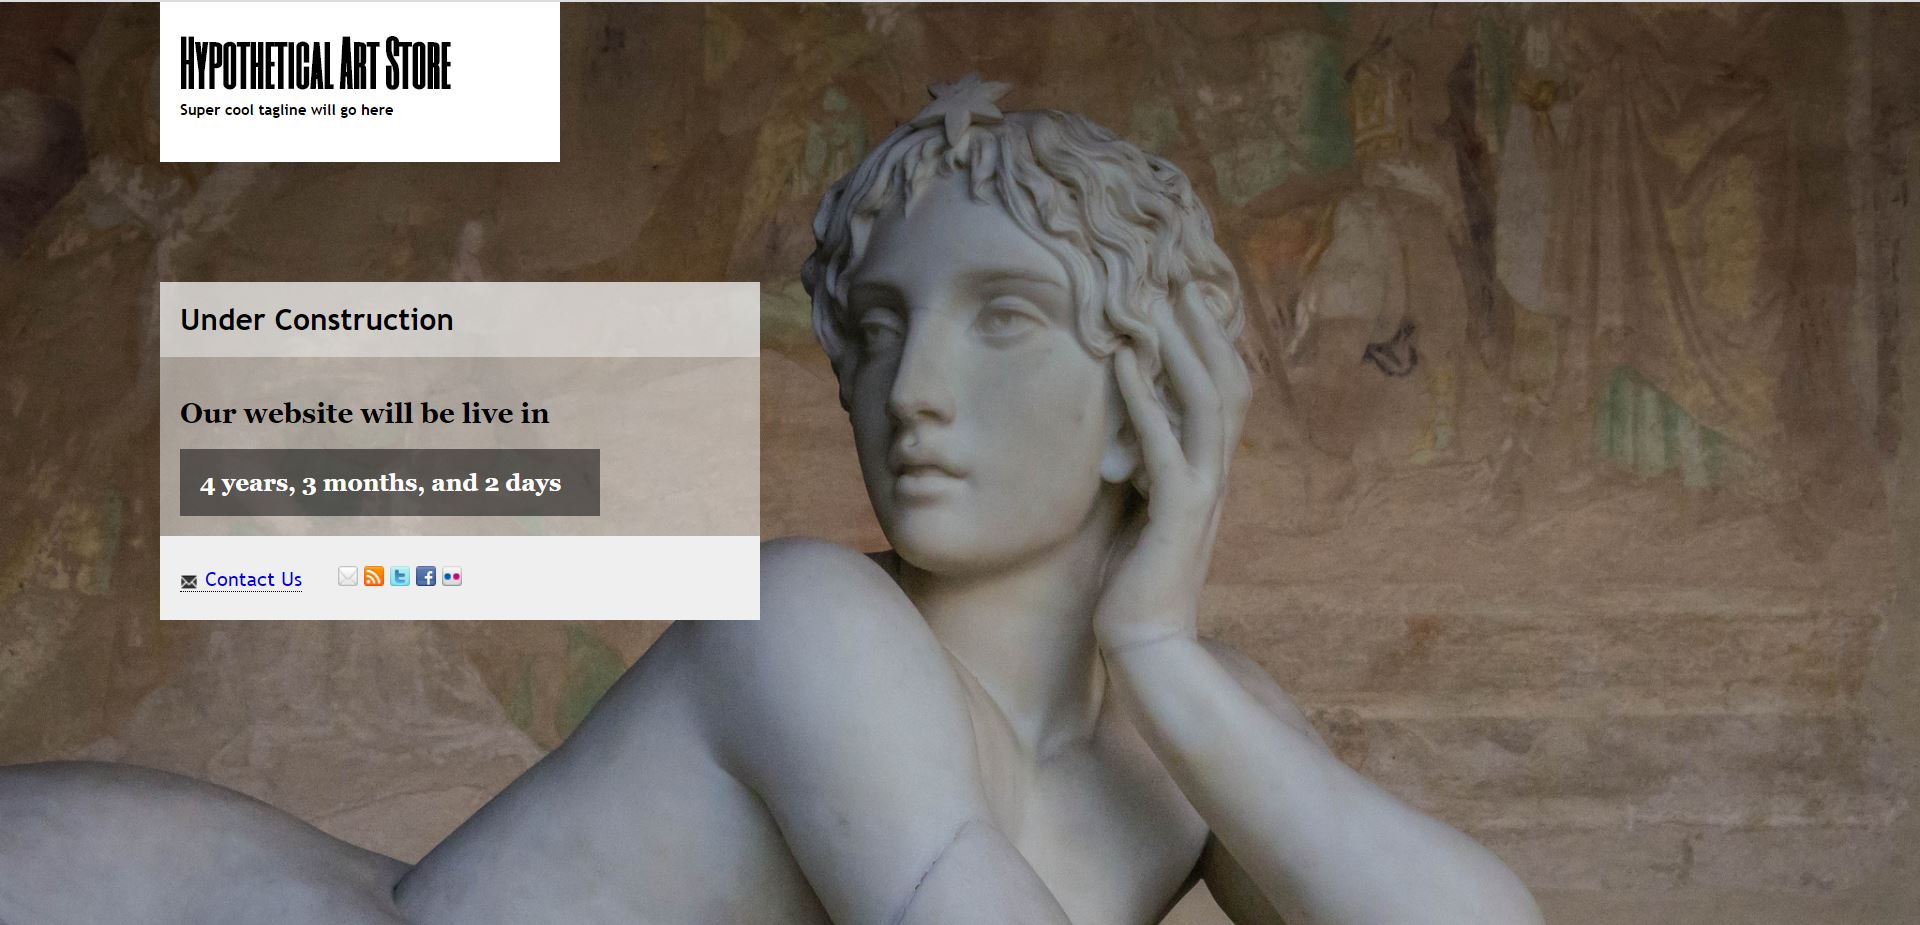 Hypothetical Art Store
Super cool tagline will go here
Under Construction
Our website will be live in
4 years, 3 months, and 2 days
Contact Us